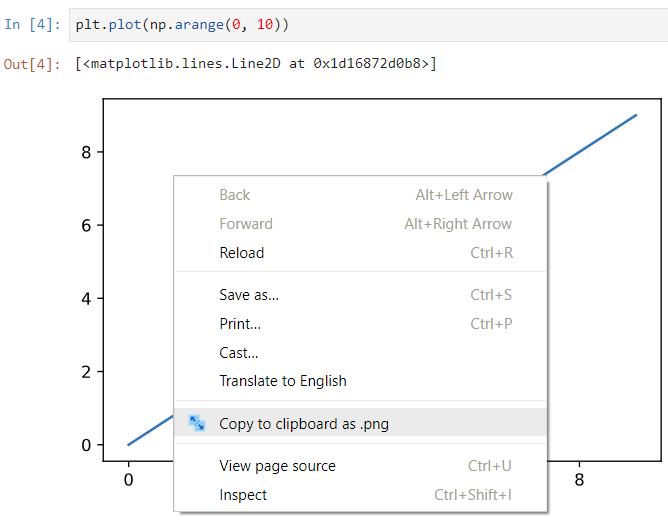 In [4]: plt.plot(np.arange(0, 10))
Out[4]: [<matplotlib.lines.Line2D at 0x1d16872d0b8>]
8
6
4
2
0
0
8
Back Alt+Left Arrow
Forward Alt+Right Arrow
Reload Ctrl+R
Save as... Ctrl+S
Print... Ctrl+P
Cast...
Translate to English
Copy to clipboard as .png
View page source Ctrl+U
Inspect Ctrl+Shift+I